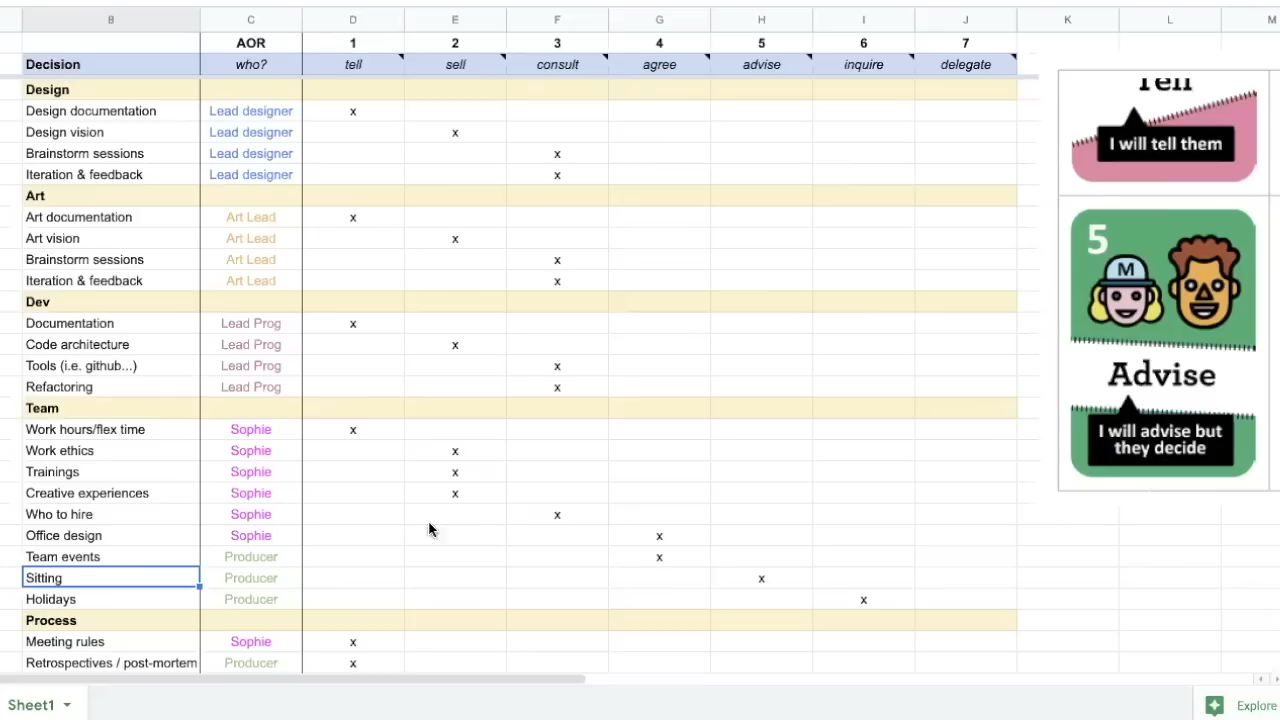 B C D E F G H I J K L M
AOR 1 2 3 4 5 6 7
Decision who? tell sell consult agree advise inquire delegate
Design
Design documentation Lead designer x
Design vision Lead designer x
Brainstorm sessions Lead designer x
Iteration & feedback Lead designer x
Art
Art documentation Art Lead x
Art vision Art Lead x
Brainstorm sessions Art Lead x
Iteration & feedback Art Lead x
Dev
Documentation Lead Prog x
Code architecture Lead Prog x
Tools (i.e. github...) Lead Prog x
Refactoring Lead Prog x
Team
Work hours/flex time Sophie x
Work ethics Sophie x
Trainings Sophie x
Creative experiences Sophie x
Who to hire Sophie x
Office design Sophie x
Team events Producer x
Sitting Producer x
Holidays Producer x
Process
Meeting rules Sophie x
Retrospectives / post-mortem Producer x
Tell
I will tell them
5
M
Advise
I will advise but
they decide
Sheet1
Explore